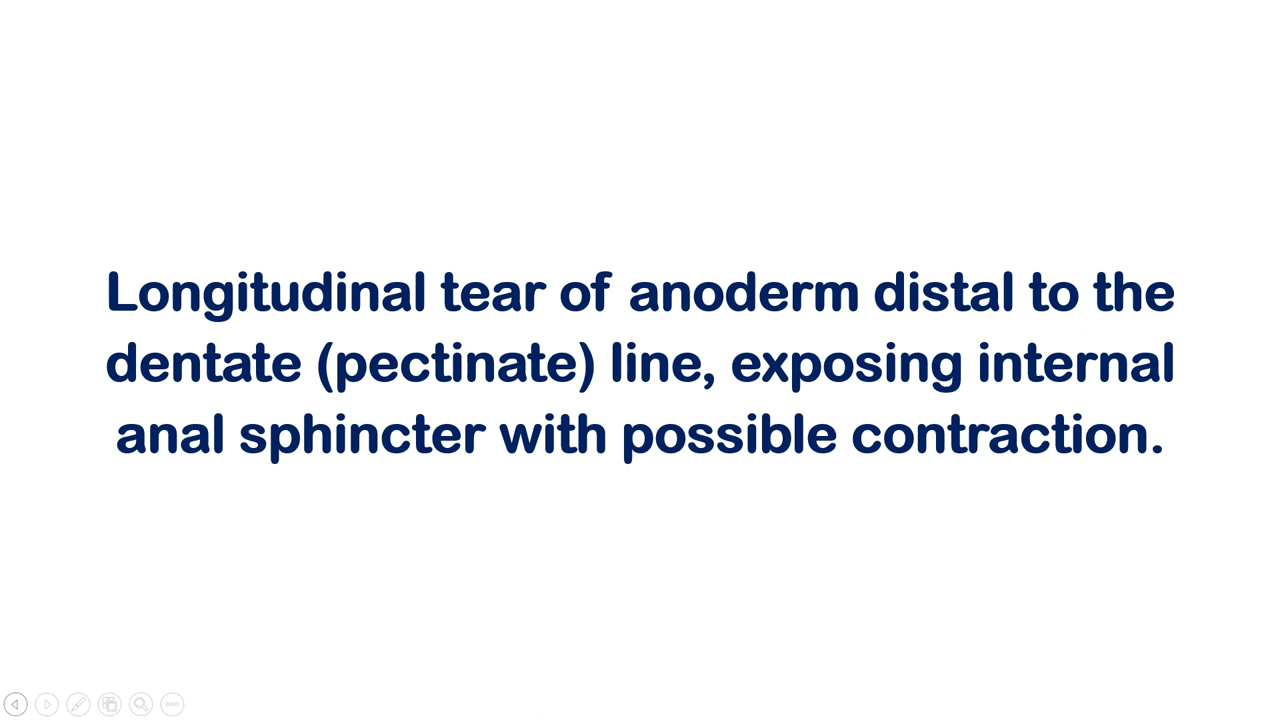 Longitudinal tear of anoderm distal to the
dentate (pectinate) line, exposing internal
anal sphincter with possible contraction.